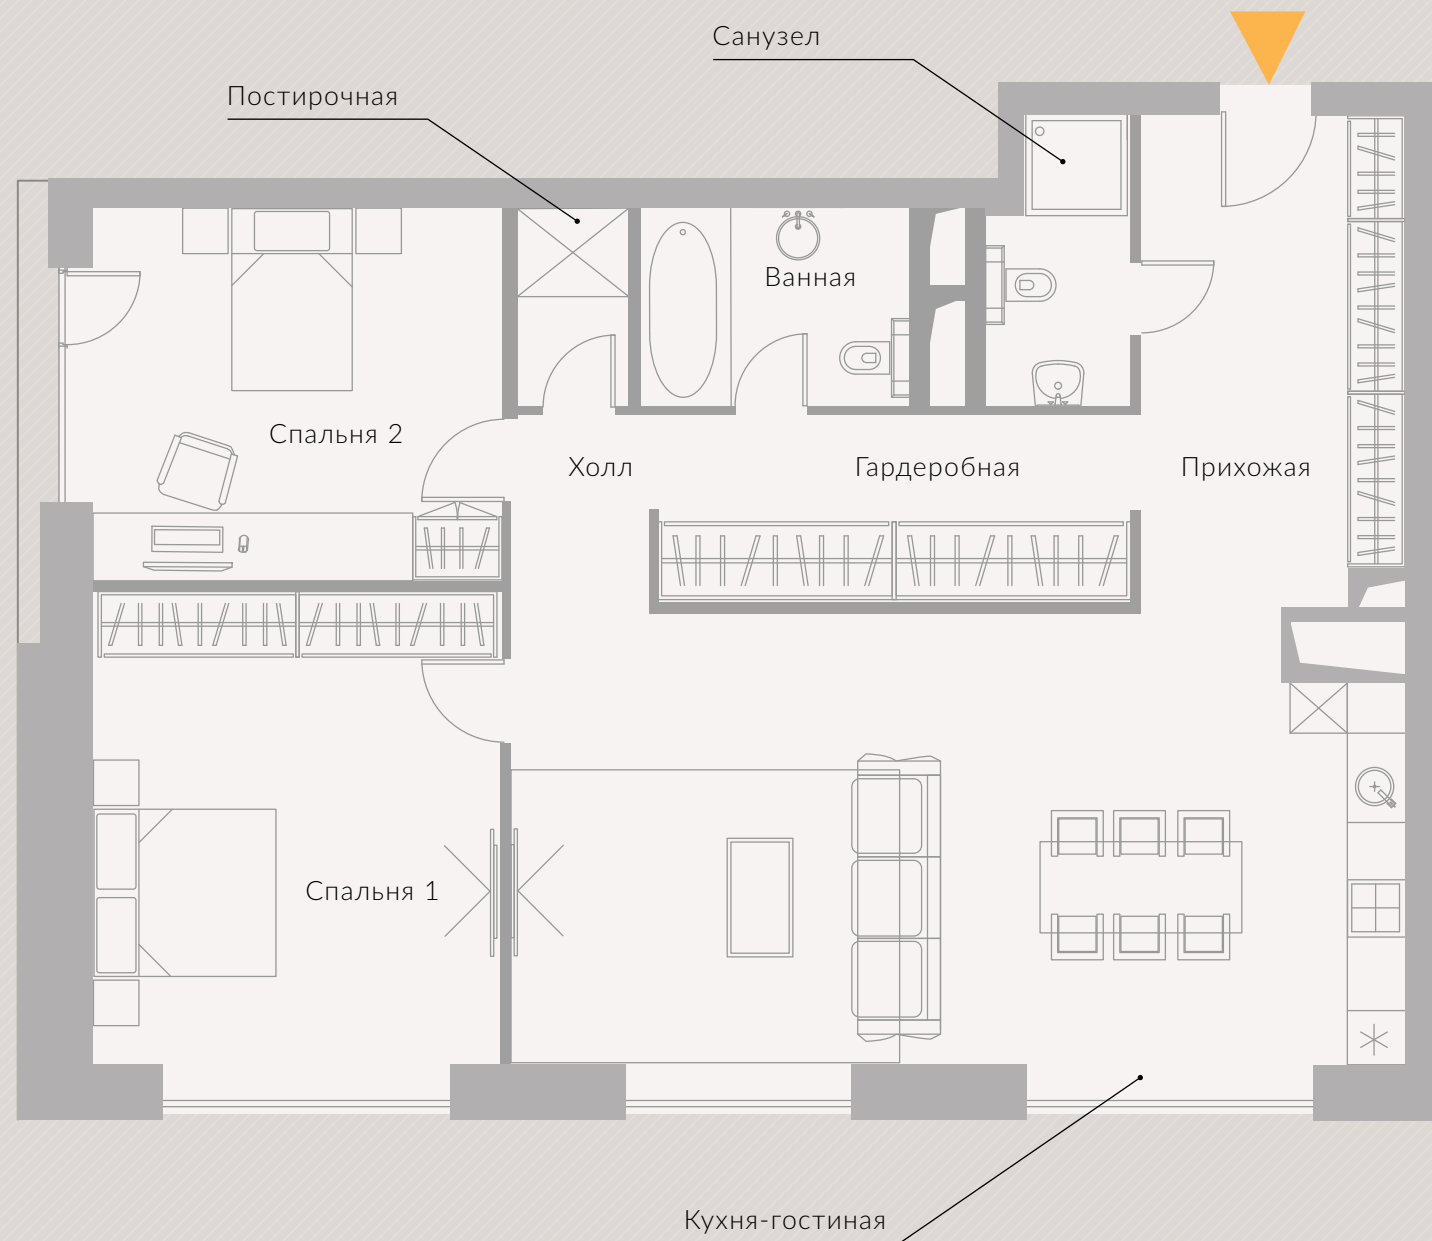 Санузел
Постирочная
Ванная
Спальня 2
Холл
Гардеробная
Прихожая
Спальня 1
Кухня-гостиная